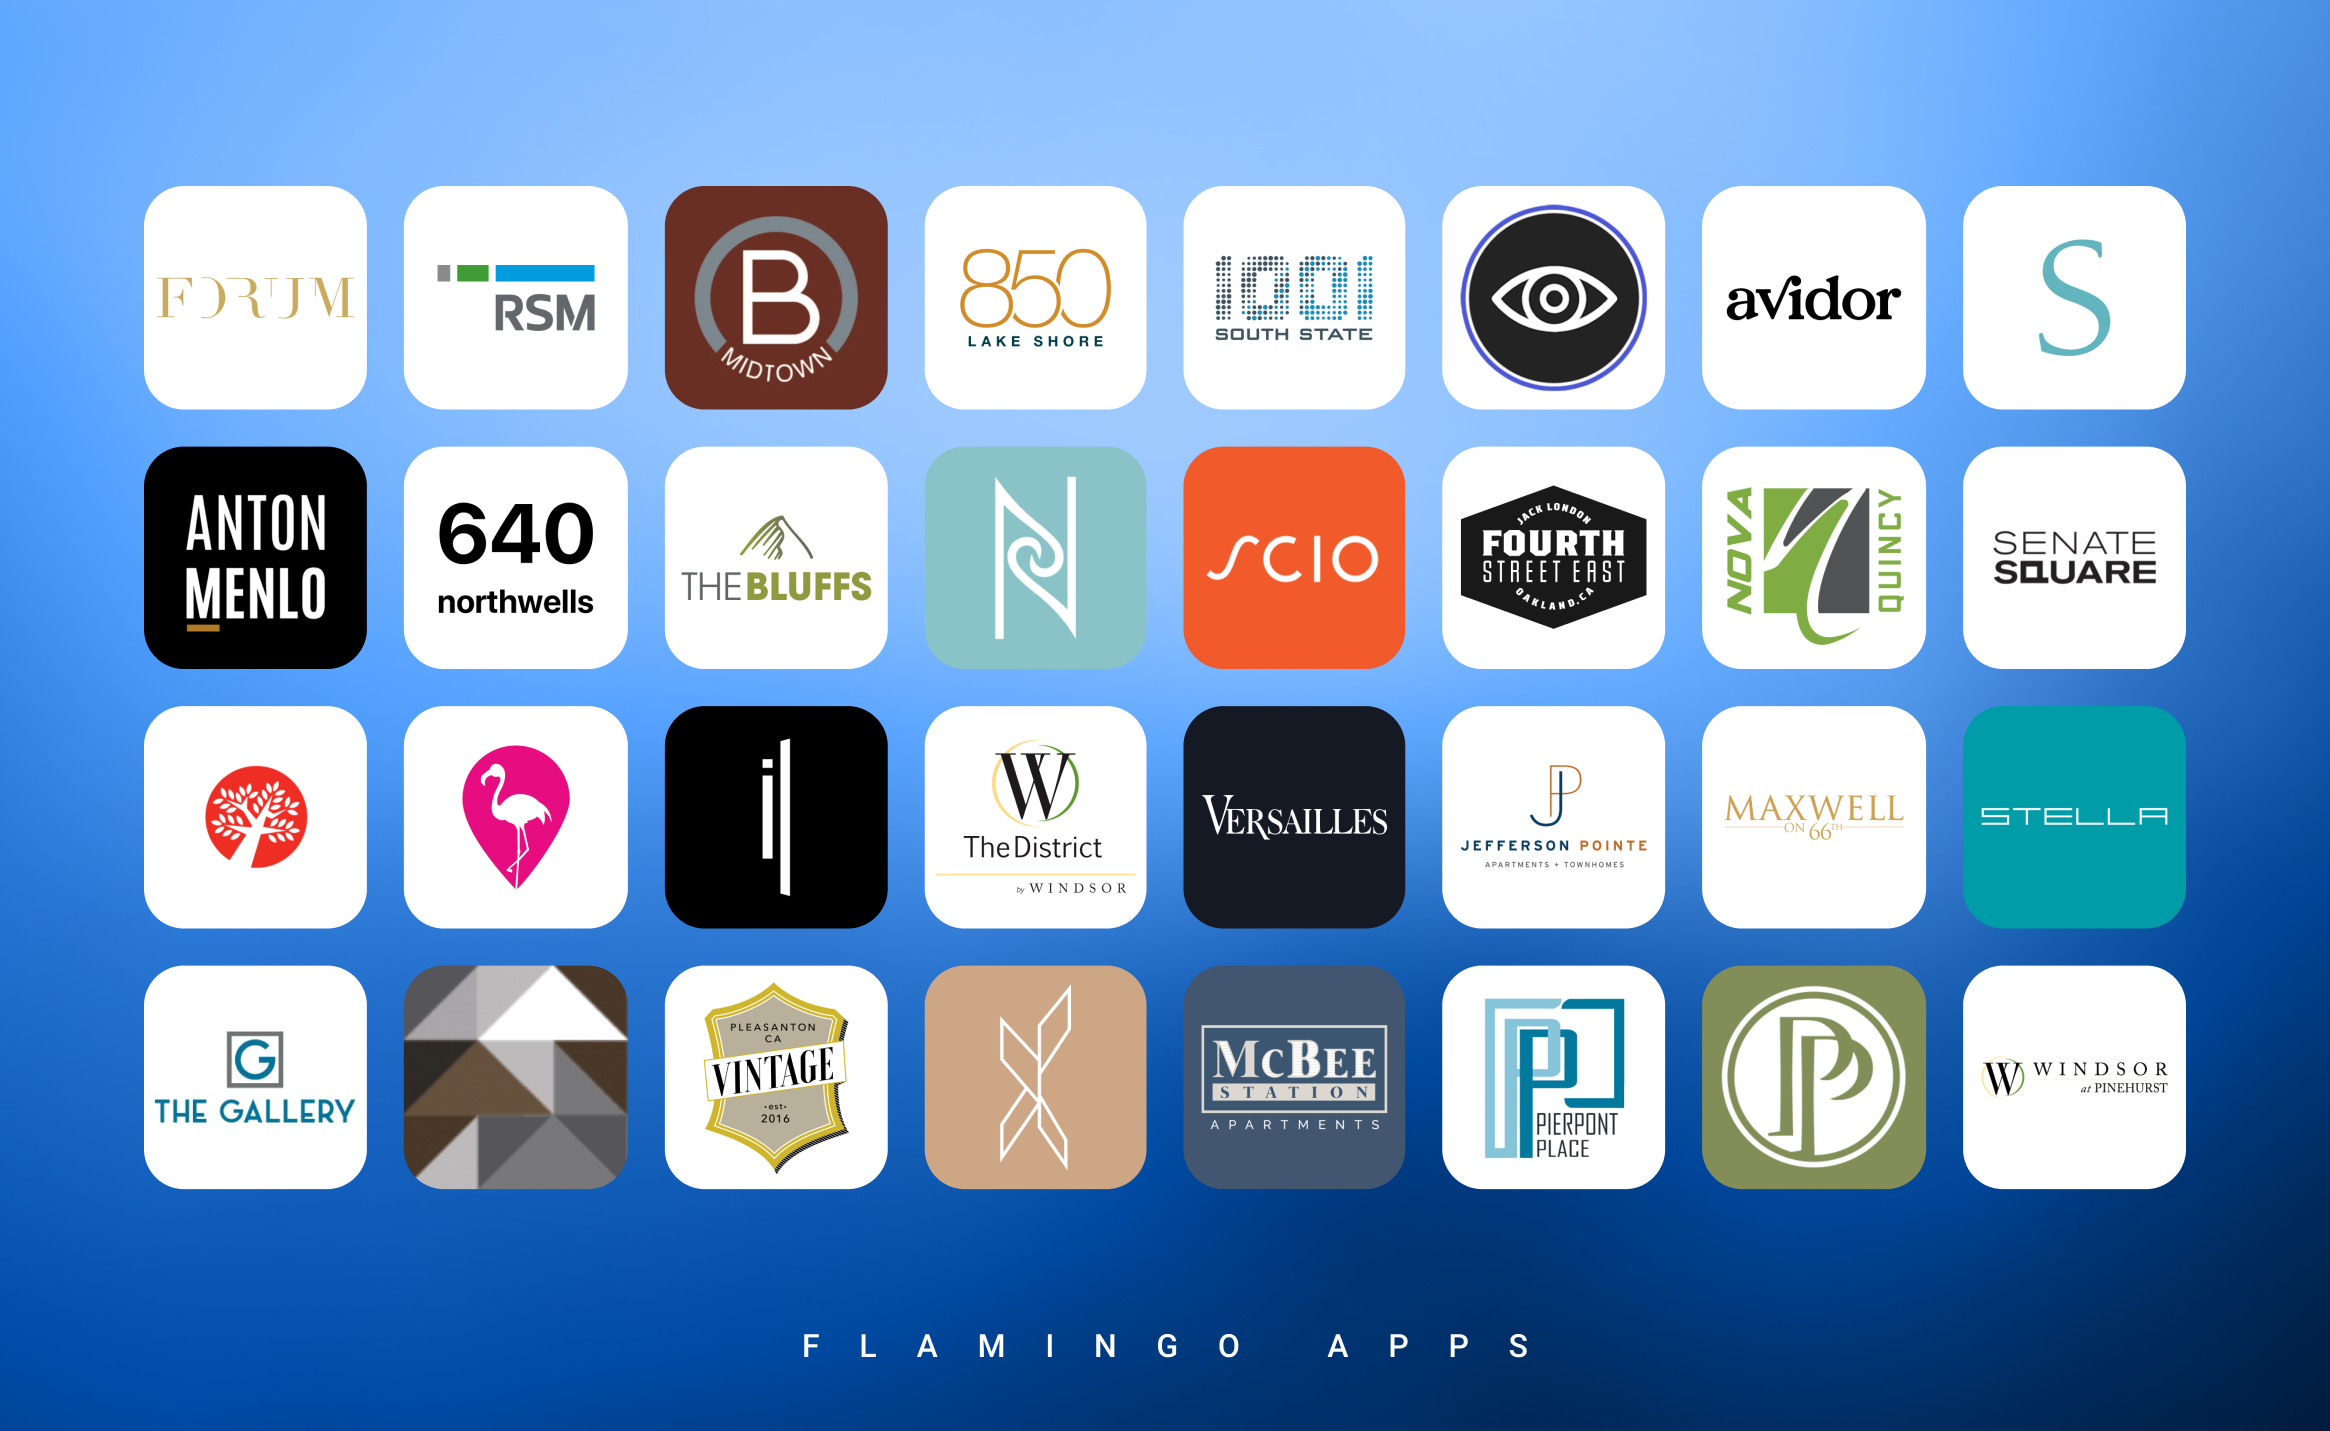 FORUM
RSM
B
MIDTOWN
850
LAKE SHORE
1001
SOUTH STATE
avidor
S
ANTON
MENLO
640
northwells
THE BLUFFS
N
SCIO
JACK LONDON
FOURTH
STREET EAST
OAKLAND.CA
NOVA
QUINCY
SENATE
SQUARE
W
The District
by WINDSOR
VERSAILLES
JP
JEFFERSON POINTE
APARTMENTS + TOWNHOMES
MAXWELL
ON 66TH
STELLA
G
THE GALLERY
PLEASANTON
CA
VINTAGE
·est·
2016
McBEE
STATION
APARTMENTS
PP
PIERPONT
PLACE
PP
W WINDSOR
at PINEHURST
FLAMINGO APPS